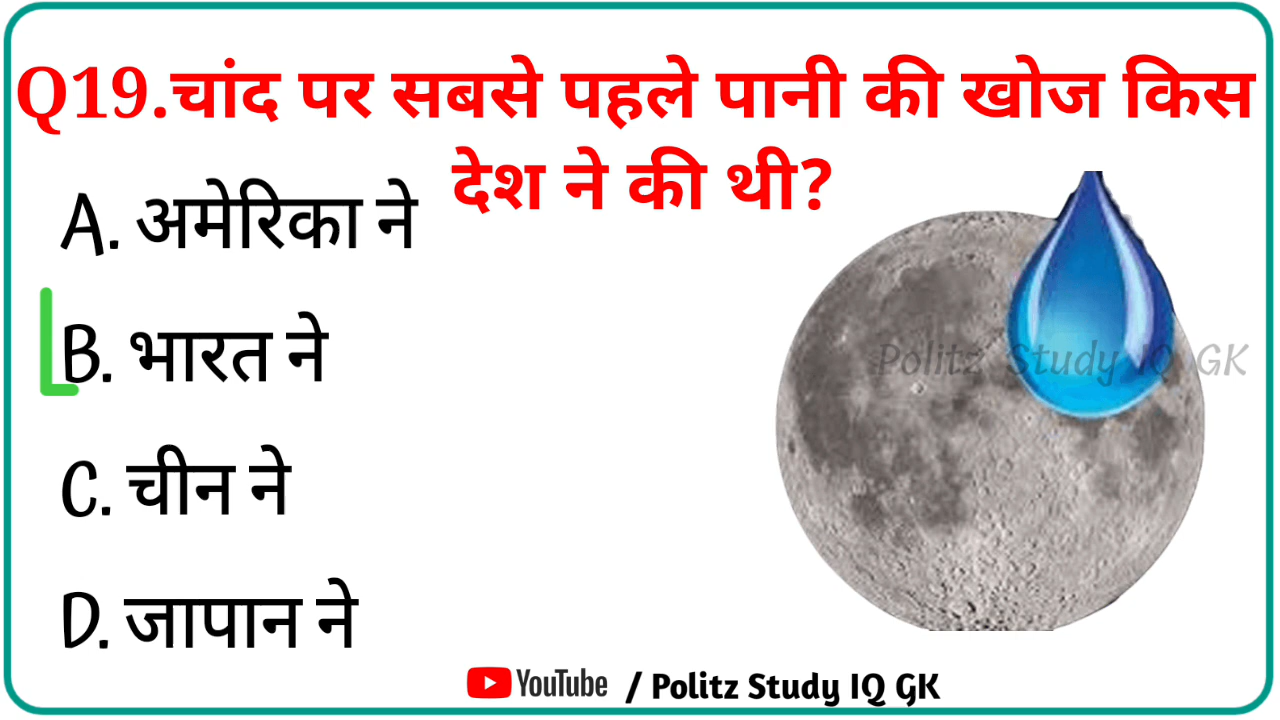 Q19.चांद पर सबसे पहले पानी की खोज किस
देश ने की थी?
A. अमेरिका ने
B. भारत ने
Politz Study IQ GK
C. चीन ने
D. जापान ने
YouTube / Politz Study IQ GK